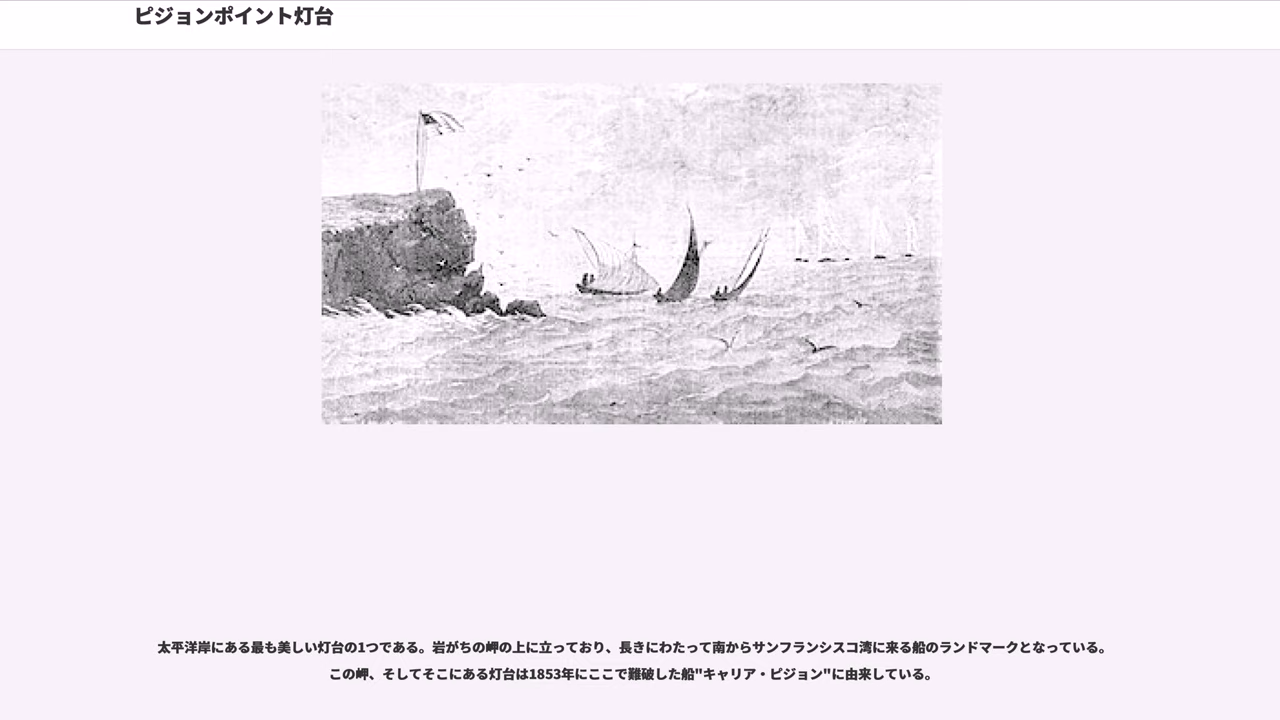 ピジョンポイント灯台
太平洋岸にある最も美しい灯台の1つである。岩がちの岬の上に立っており、長きにわたって南からサンフランシスコ湾に来る船のランドマークとなっている。
この岬、そしてそこにある灯台は1853年にここで難破した船"キャリア・ピジョン"に由来している。